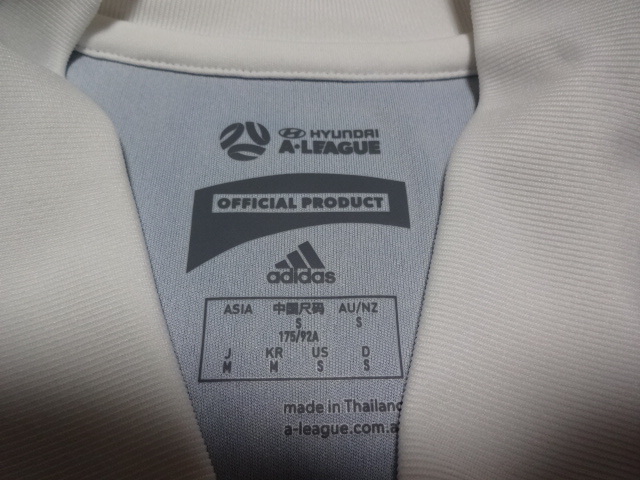 HYUNDAI
A-LEAGUE
OFFICIAL PRODUCT
adidas
ASIA 中国尺码 AU/NZ
S S
175/92A
J KR US D
M M S S
made in Thailand
a-league.com.a